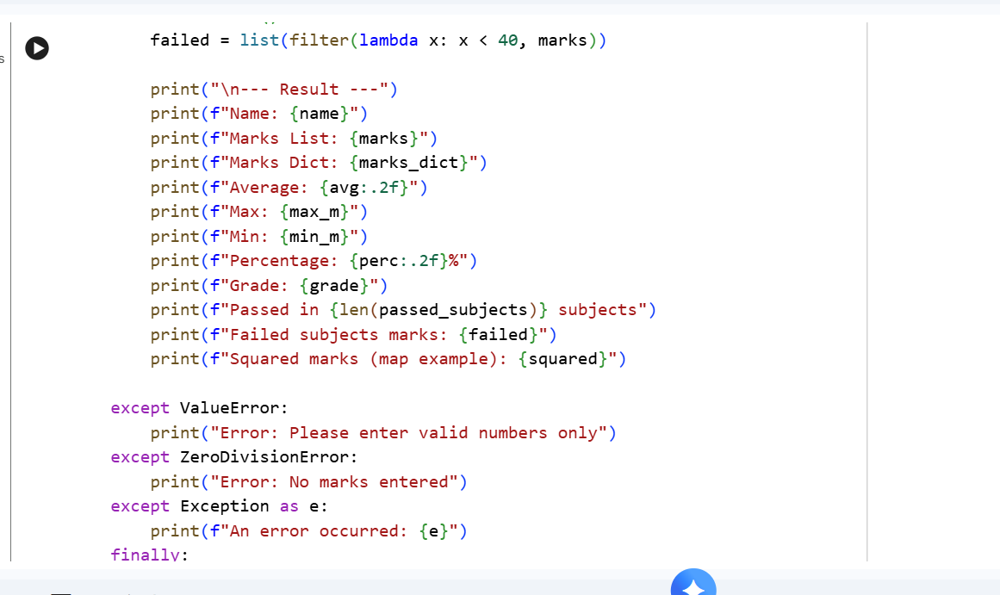 failed = list(filter(lambda x: x < 40, marks))
print("\n--- Result ---")
print(f"Name: {name}")
print(f"Marks List: {marks}")
print(f"Marks Dict: {marks_dict}")
print(f"Average: {avg:.2f}")
print(f"Max: {max_m}")
print(f"Min: {min_m}")
print(f"Percentage: {perc:.2f}%")
print(f"Grade: {grade}")
print(f"Passed in {len(passed_subjects)} subjects")
print(f"Failed subjects marks: {failed}")
print(f"Squared marks (map example): {squared}")
except ValueError:
print("Error: Please enter valid numbers only")
except ZeroDivisionError:
print("Error: No marks entered")
except Exception as e:
print(f"An error occurred: {e}")
finally: